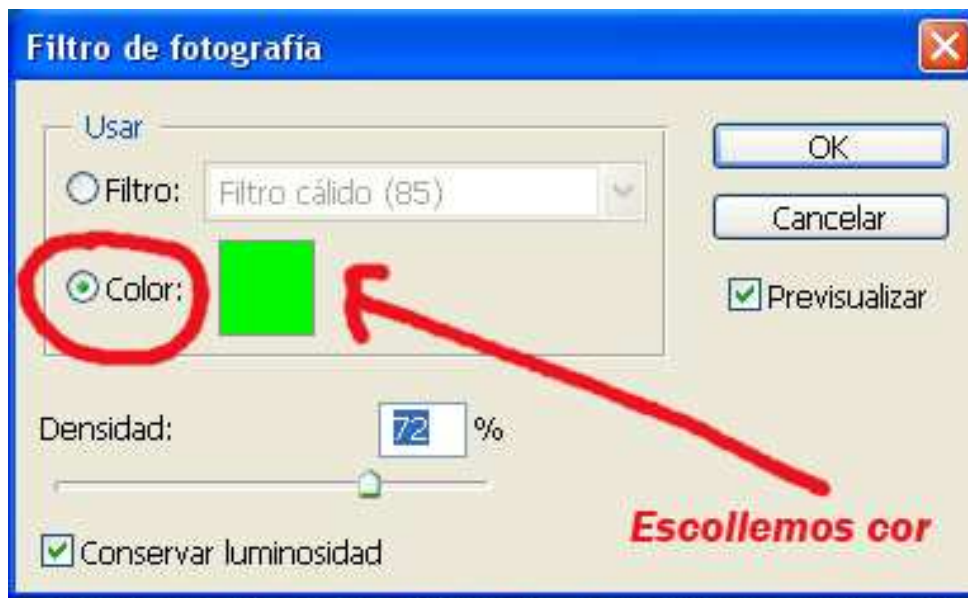 Filtro de fotografía
Usar
Filtro: Filtro cálido (85)
Color:
OK
Cancelar
Previsualizar
Densidad: 72 %
Conservar luminosidad
Escollemos cor